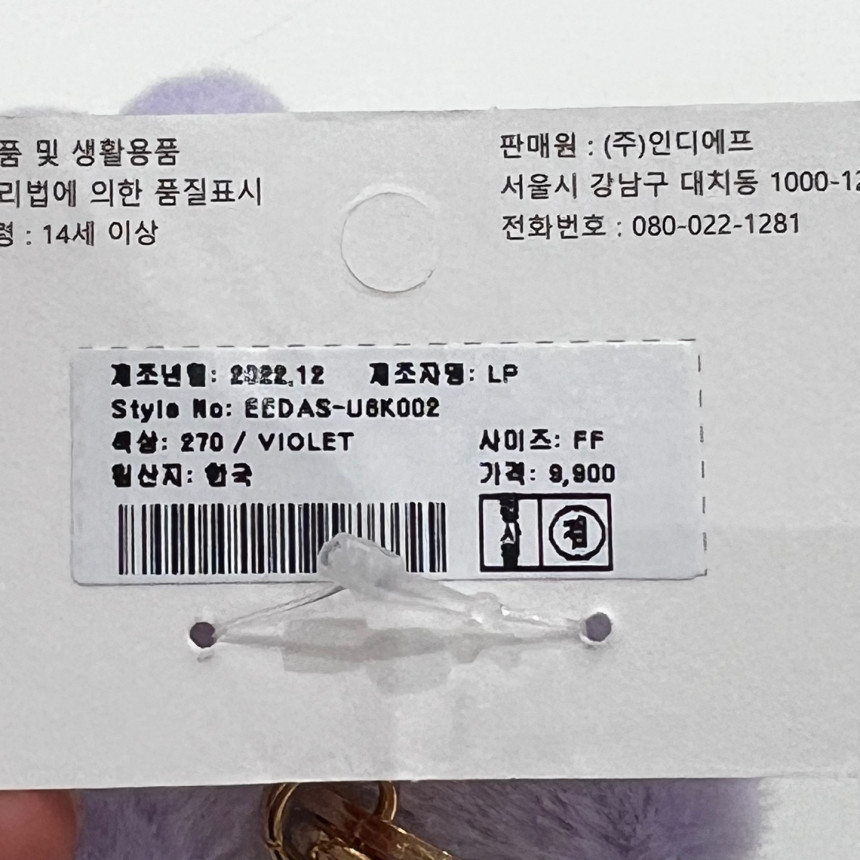 품 및 생활용품
리법에 의한 품질표시
령 : 14세 이상
판매원 : (주)인디에프
서울시 강남구 대치동 1000-12
전화번호 : 080-022-1281
제조년월: 2022.12 제조자명: LP
Style No: EEDAS-U6K002
색상: 270 / VIOLET 사이즈: FF
원산지: 한국 가격: 9,900
검